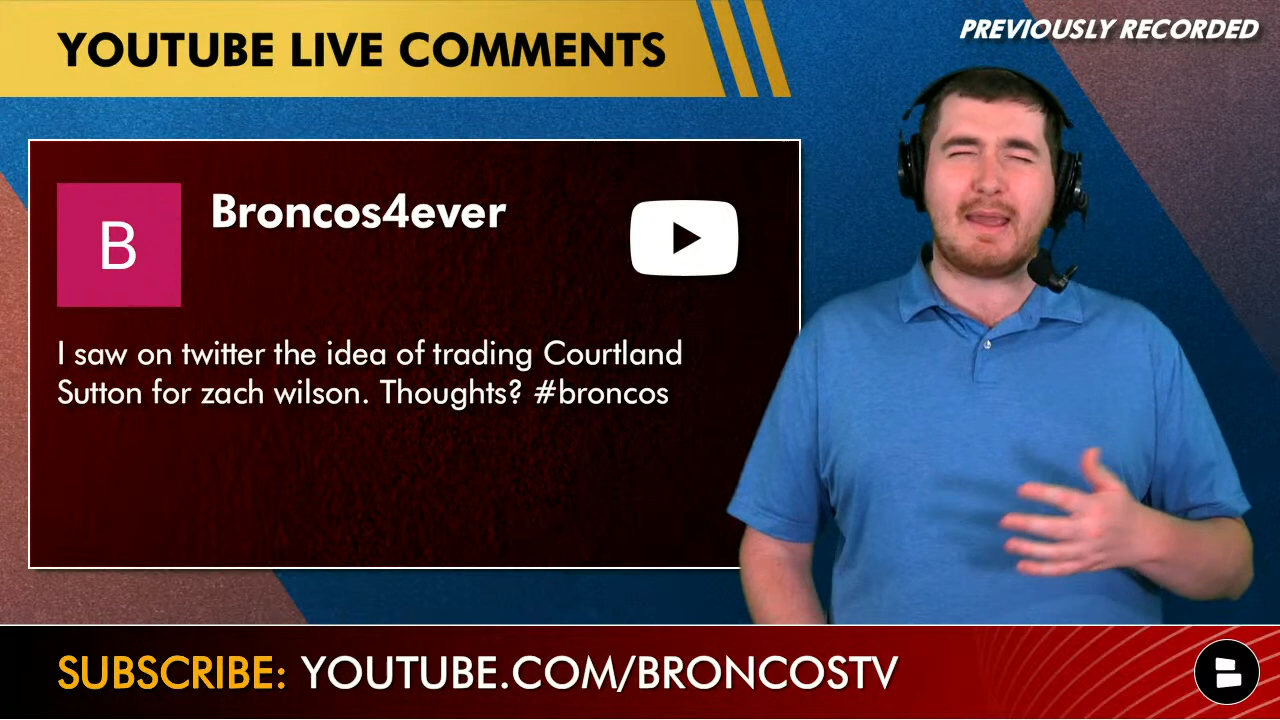 YOUTUBE LIVE COMMENTS
PREVIOUSLY RECORDED
B
Broncos4ever
I saw on twitter the idea of trading Courtland
Sutton for zach wilson. Thoughts? #broncos
SUBSCRIBE: YOUTUBE.COM/BRONCOSTV